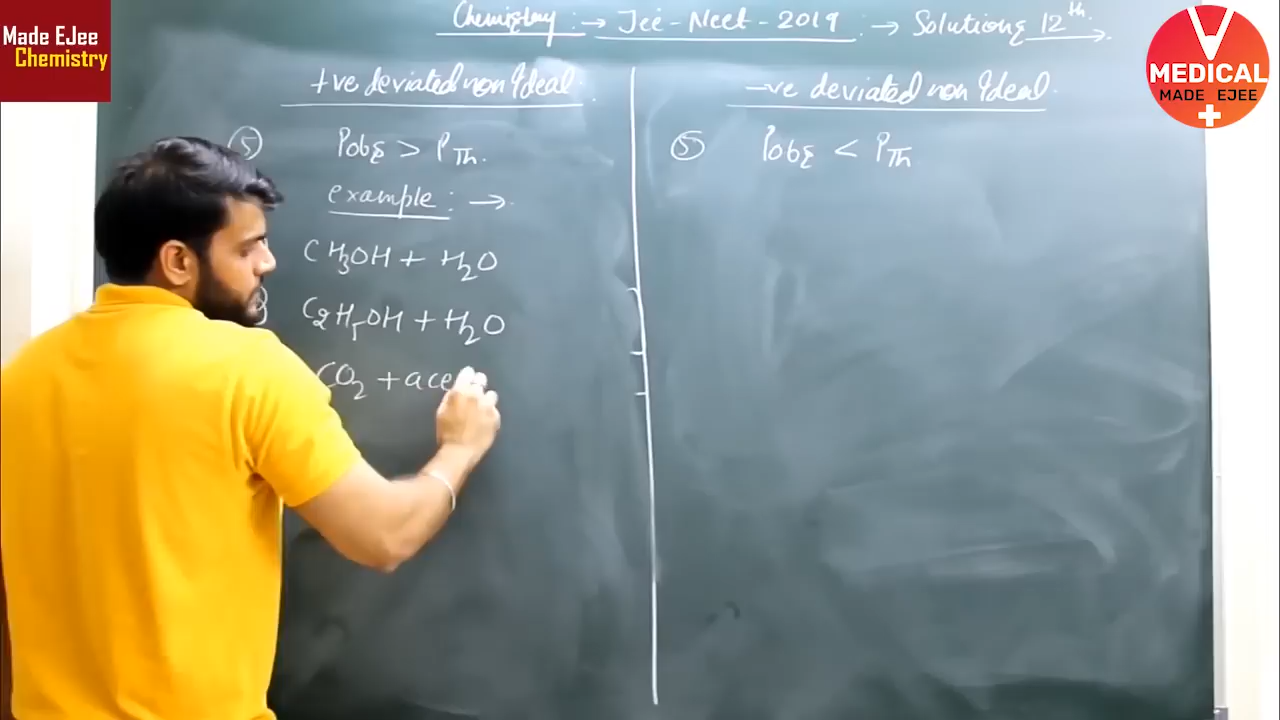 Made EJee
Chemistry
Chemistry :→ Jee-Neet-2019 :→ Solutions 12th.
V
MEDICAL
MADE EJEE
+ve deviated non Ideal.
-ve deviated non Ideal.
⑤ Pobs > PTh.
⑤ Pobs < PTh
example :→
CH3OH + H2O
C2H5OH + H2O
CO2 + ace